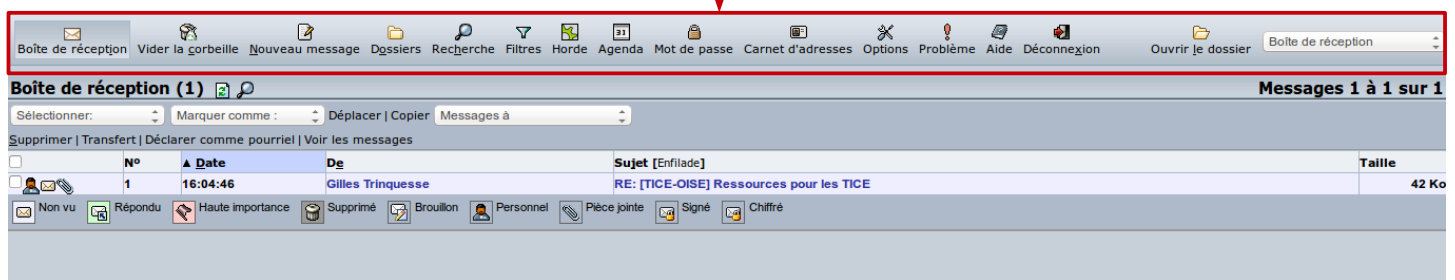 Boîte de réception Vider la corbeille Nouveau message Dossiers Recherche Filtres Horde Agenda Mot de passe Carnet d'adresses Options Problème Aide Déconnexion Ouvrir le dossier Boîte de réception
Boîte de réception (1) Messages 1 à 1 sur 1
Sélectionner: Marquer comme : Déplacer | Copier Messages à
Supprimer | Transfert | Déclarer comme pourriel | Voir les messages
Nº ▲ Date De Sujet [Enfilade] Taille
1 16:04:46 Gilles Trinquesse RE: [TICE-OISE] Ressources pour les TICE 42 Ko
Non vu Répondu Haute importance Supprimé Brouillon Personnel Pièce jointe Signé Chiffré